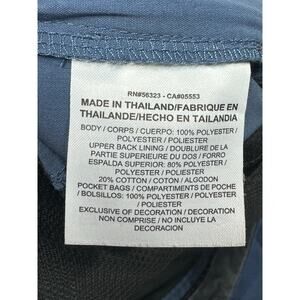 RN#56323 - CA#05553
MADE IN THAILAND/FABRIQUE EN
THAILANDE/HECHO EN TAILANDIA
BODY / CORPS / CUERPO: 100% POLYESTER /
POLYESTER / POLIESTER
UPPER BACK LINING / DOUBLURE DE LA
PARTIE SUPERIEURE DU DOS / FORRO
ESPALDA SUPERIOR: 80% POLYESTER /
POLYESTER / POLIESTER
20% COTTON / COTON / ALGODON
POCKET BAGS / COMPARTIMENTS DE POCHE
/ BOLSILLOS: 100% POLYESTER / POLYESTER
/ POLIESTER
EXCLUSIVE OF DECORATION / DECORATION
NON COMPRISE / NO INCLUYE LA
DECORACION